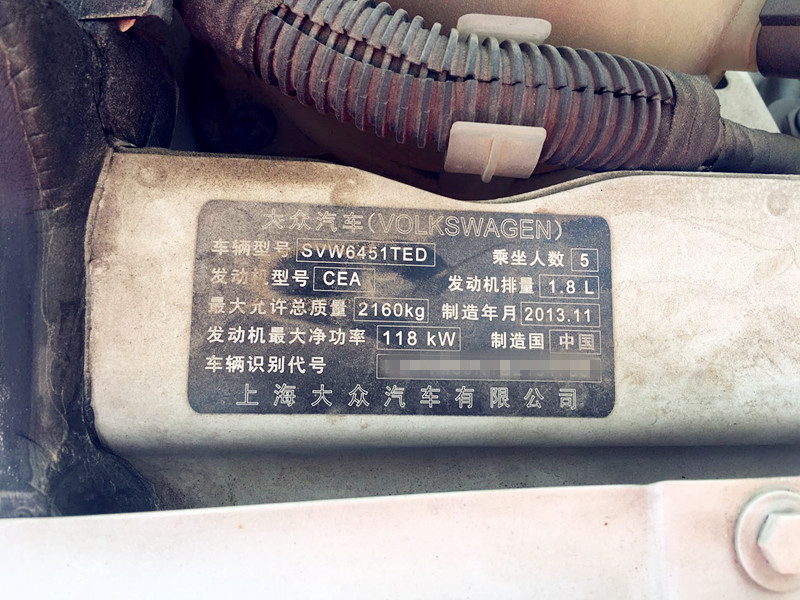 大众汽车(VOLKSWAGEN)
车辆型号 SVW6451TED 乘坐人数 5
发动机型号 CEA 发动机排量 1.8 L
最大允许总质量 2160kg 制造年月 2013.11
发动机最大净功率 118 kW 制造国 中国
车辆识别代号
上海大众汽车有限公司